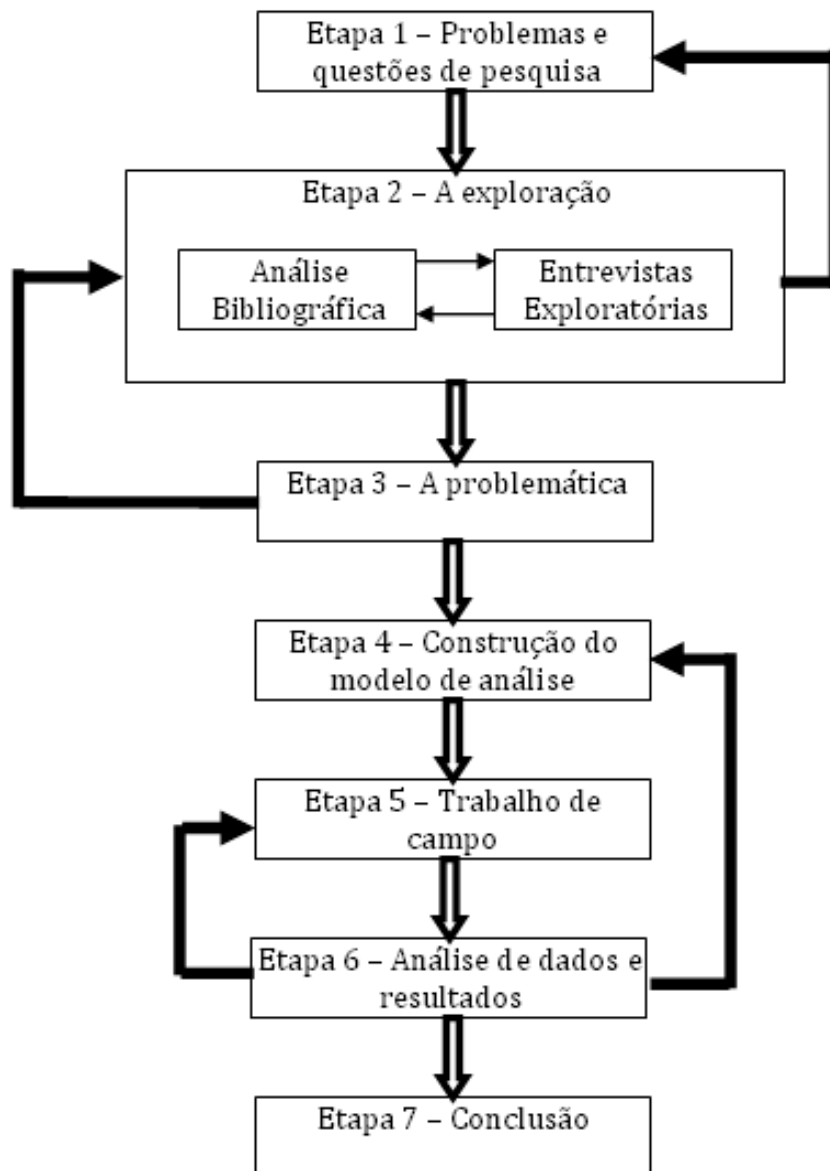 Etapa 1 – Problemas e
questões de pesquisa
Etapa 2 – A exploração
Análise
Bibliográfica
Entrevistas
Exploratórias
Etapa 3 – A problemática
Etapa 4 – Construção do
modelo de análise
Etapa 5 – Trabalho de
campo
Etapa 6 – Análise de dados e
resultados
Etapa 7 – Conclusão